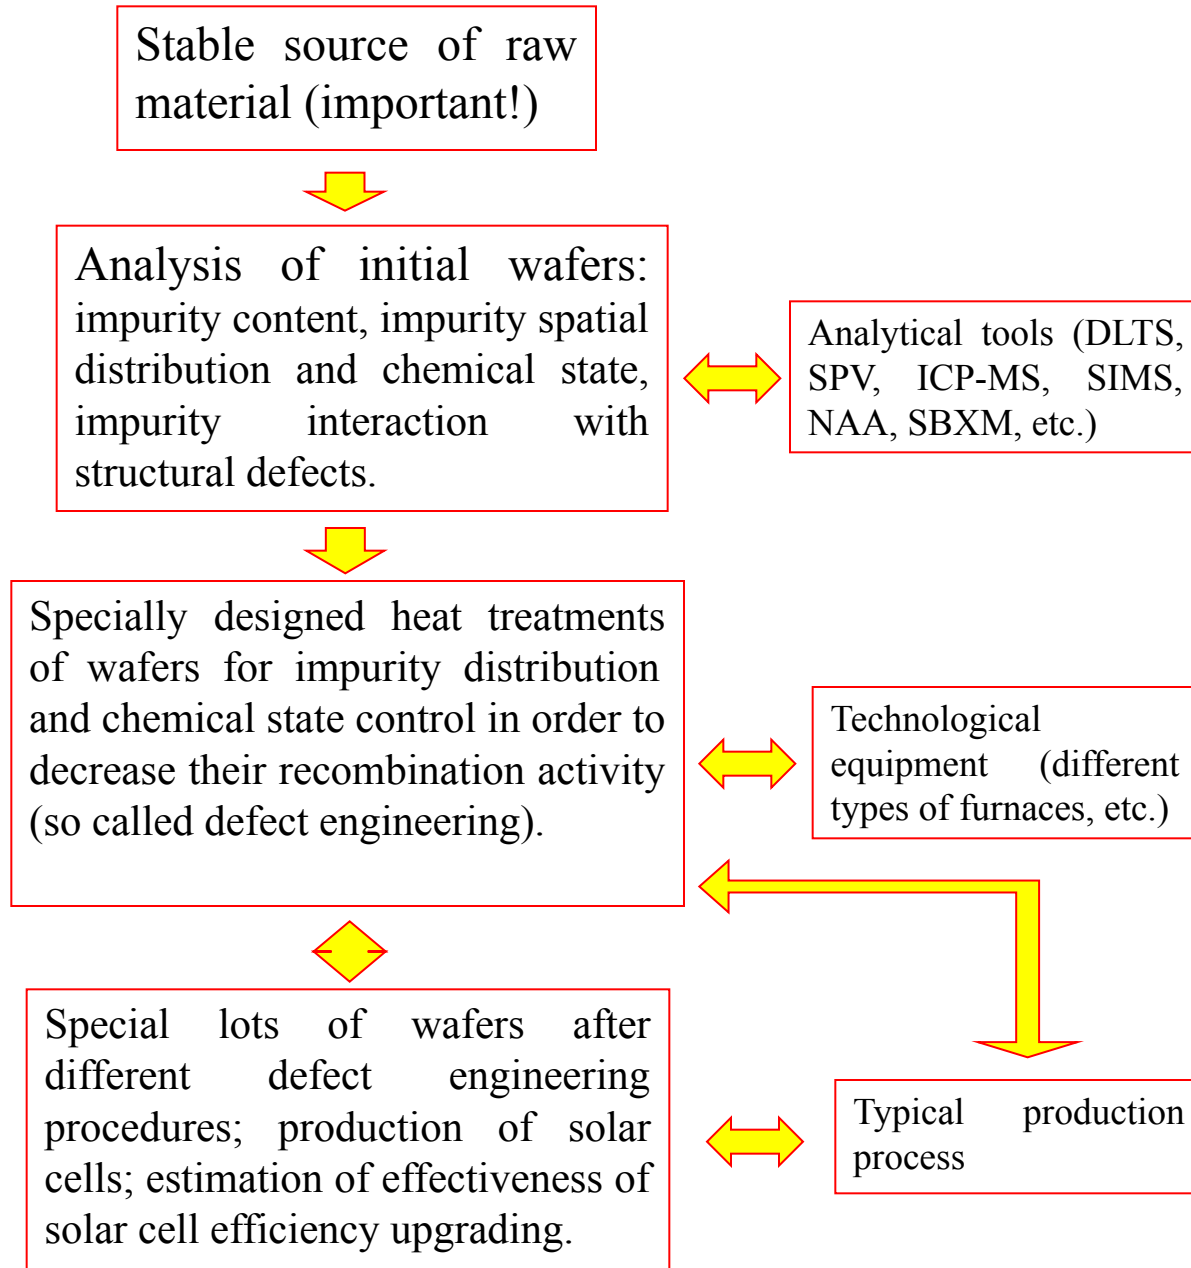 Stable source of raw
material (important!)
Analysis of initial wafers:
impurity content, impurity spatial
distribution and chemical state,
impurity interaction with
structural defects.
Analytical tools (DLTS,
SPV, ICP-MS, SIMS,
NAA, SBXM, etc.)
Specially designed heat treatments
of wafers for impurity distribution
and chemical state control in order to
decrease their recombination activity
(so called defect engineering).
Technological
equipment (different
types of furnaces, etc.)
Special lots of wafers after
different defect engineering
procedures; production of solar
cells; estimation of effectiveness of
solar cell efficiency upgrading.
Typical production
process